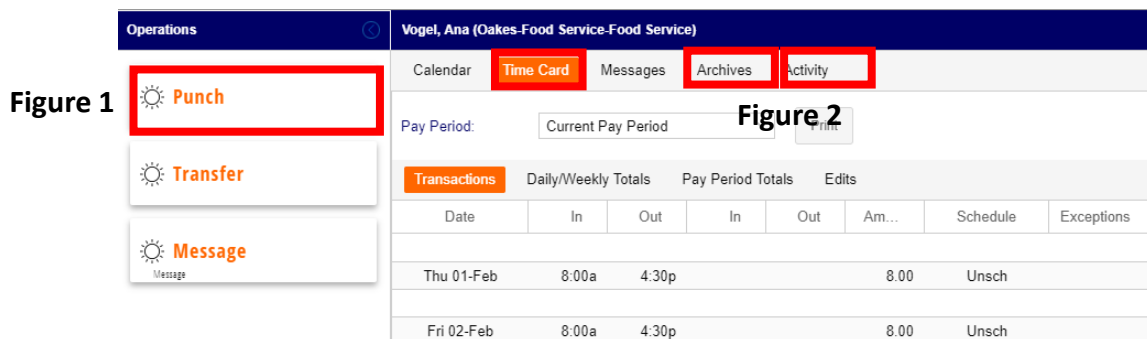 Operations
Vogel, Ana (Oakes-Food Service-Food Service)
Calendar Time Card Messages Archives Activity
Figure 1
Punch
Figure 2
Pay Period: Current Pay Period Print
Transfer
Transactions Daily/Weekly Totals Pay Period Totals Edits
Date In Out In Out Am... Schedule Exceptions
Message
Message
Thu 01-Feb 8:00a 4:30p 8.00 Unsch
Fri 02-Feb 8:00a 4:30p 8.00 Unsch